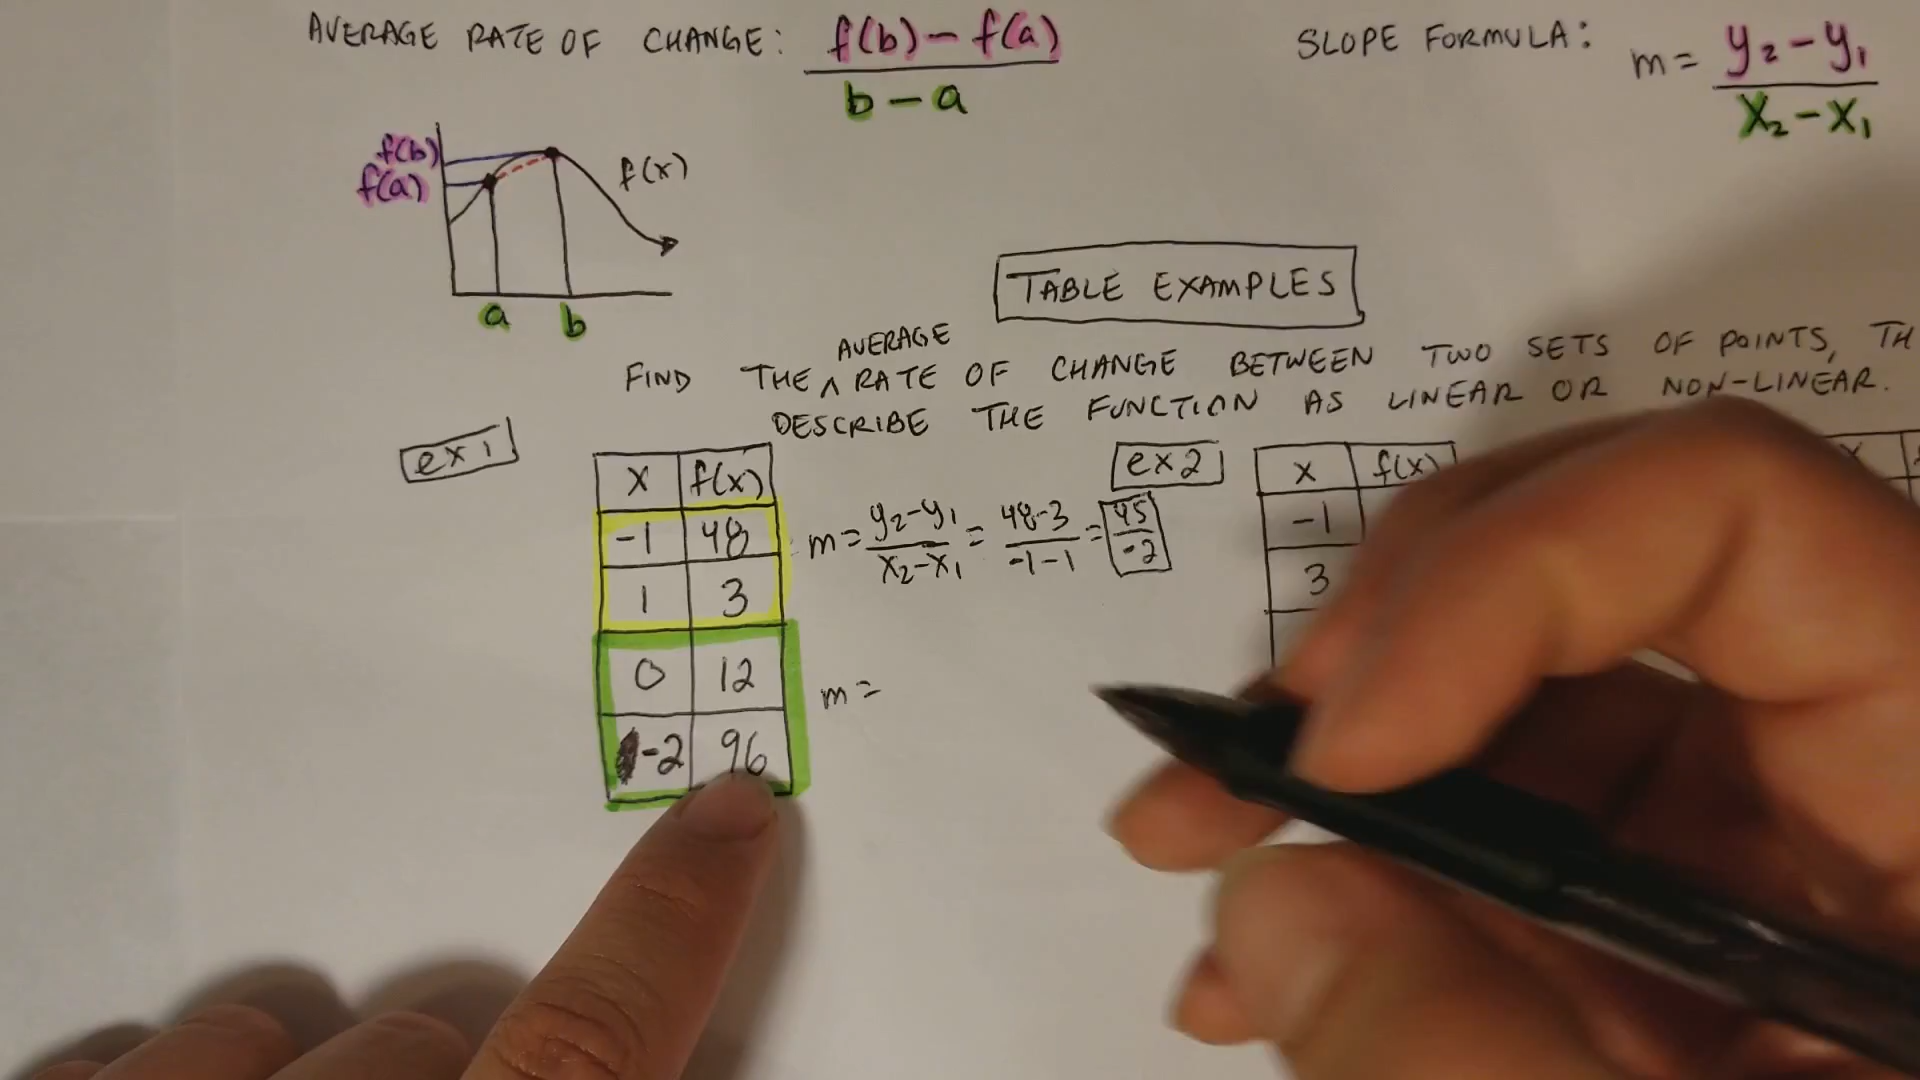 AVERAGE RATE OF CHANGE: f(b) - f(a) / b - a
SLOPE FORMULA: m = y₂ - y₁ / x₂ - x₁
f(b)
f(a)
f(x)
a b
TABLE EXAMPLES
AVERAGE
FIND THE ^ RATE OF CHANGE BETWEEN TWO SETS OF POINTS,
DESCRIBE THE FUNCTION AS LINEAR OR NON-LINEAR.
ex 1
x f(x)
-1 48
1 3
0 12
-2 96
m = y₂-y₁ / x₂-x₁ = 48-3 / -1-1 = 45 / -2
m =
ex 2
x f(x)
-1
3